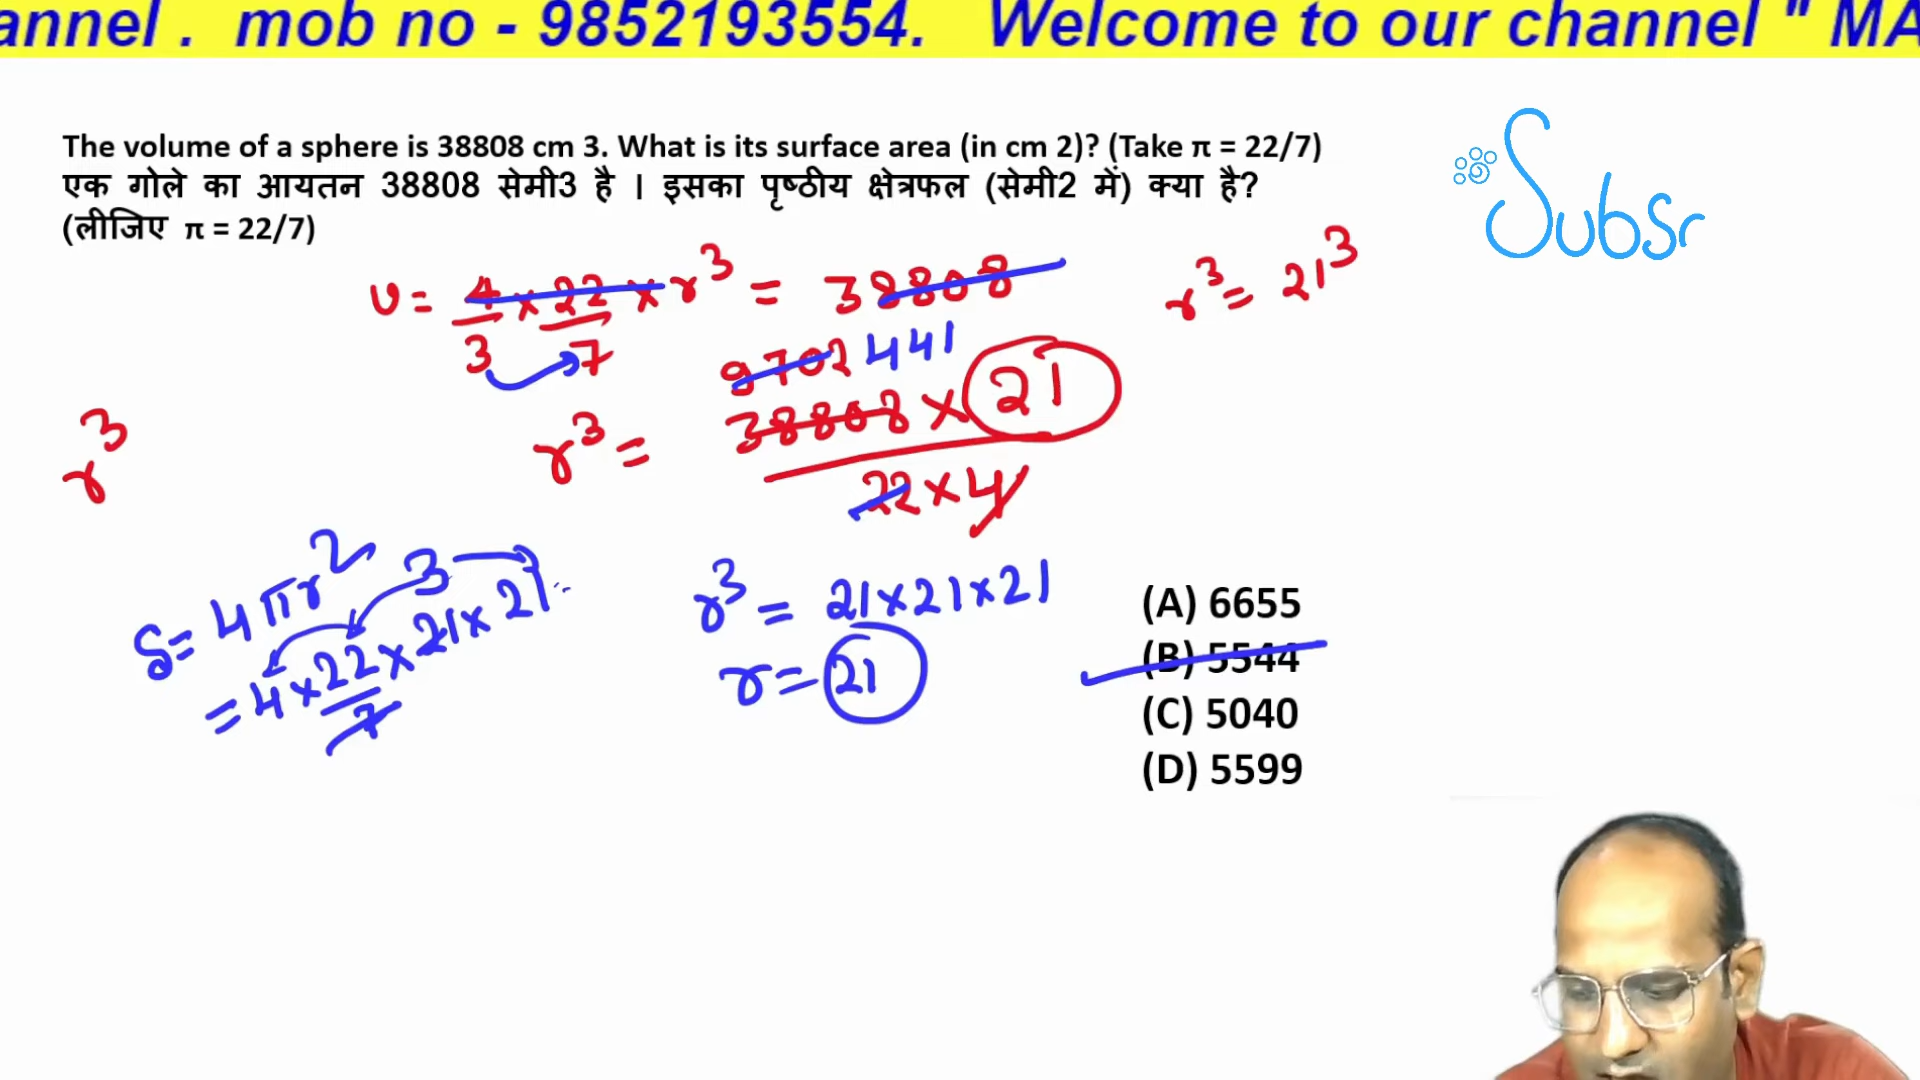 annel . mob no - 9852193554. Welcome to our channel " MA
The volume of a sphere is 38808 cm 3. What is its surface area (in cm 2)? (Take π = 22/7)
एक गोले का आयतन 38808 सेमी3 है । इसका पृष्ठीय क्षेत्रफल (सेमी2 में) क्या है?
(लीजिए π = 22/7)
Subsr
v = 4/3 × 22/7 × r³ = 38808
r³ = 21³
9702 441
r³ = 38808 × 21 / 22 × 4
r³
S = 4πr²
3
= 4 × 22/7 × 21 × 21
r³ = 21 × 21 × 21
r = 21
(A) 6655
(B) 5544
(C) 5040
(D) 5599